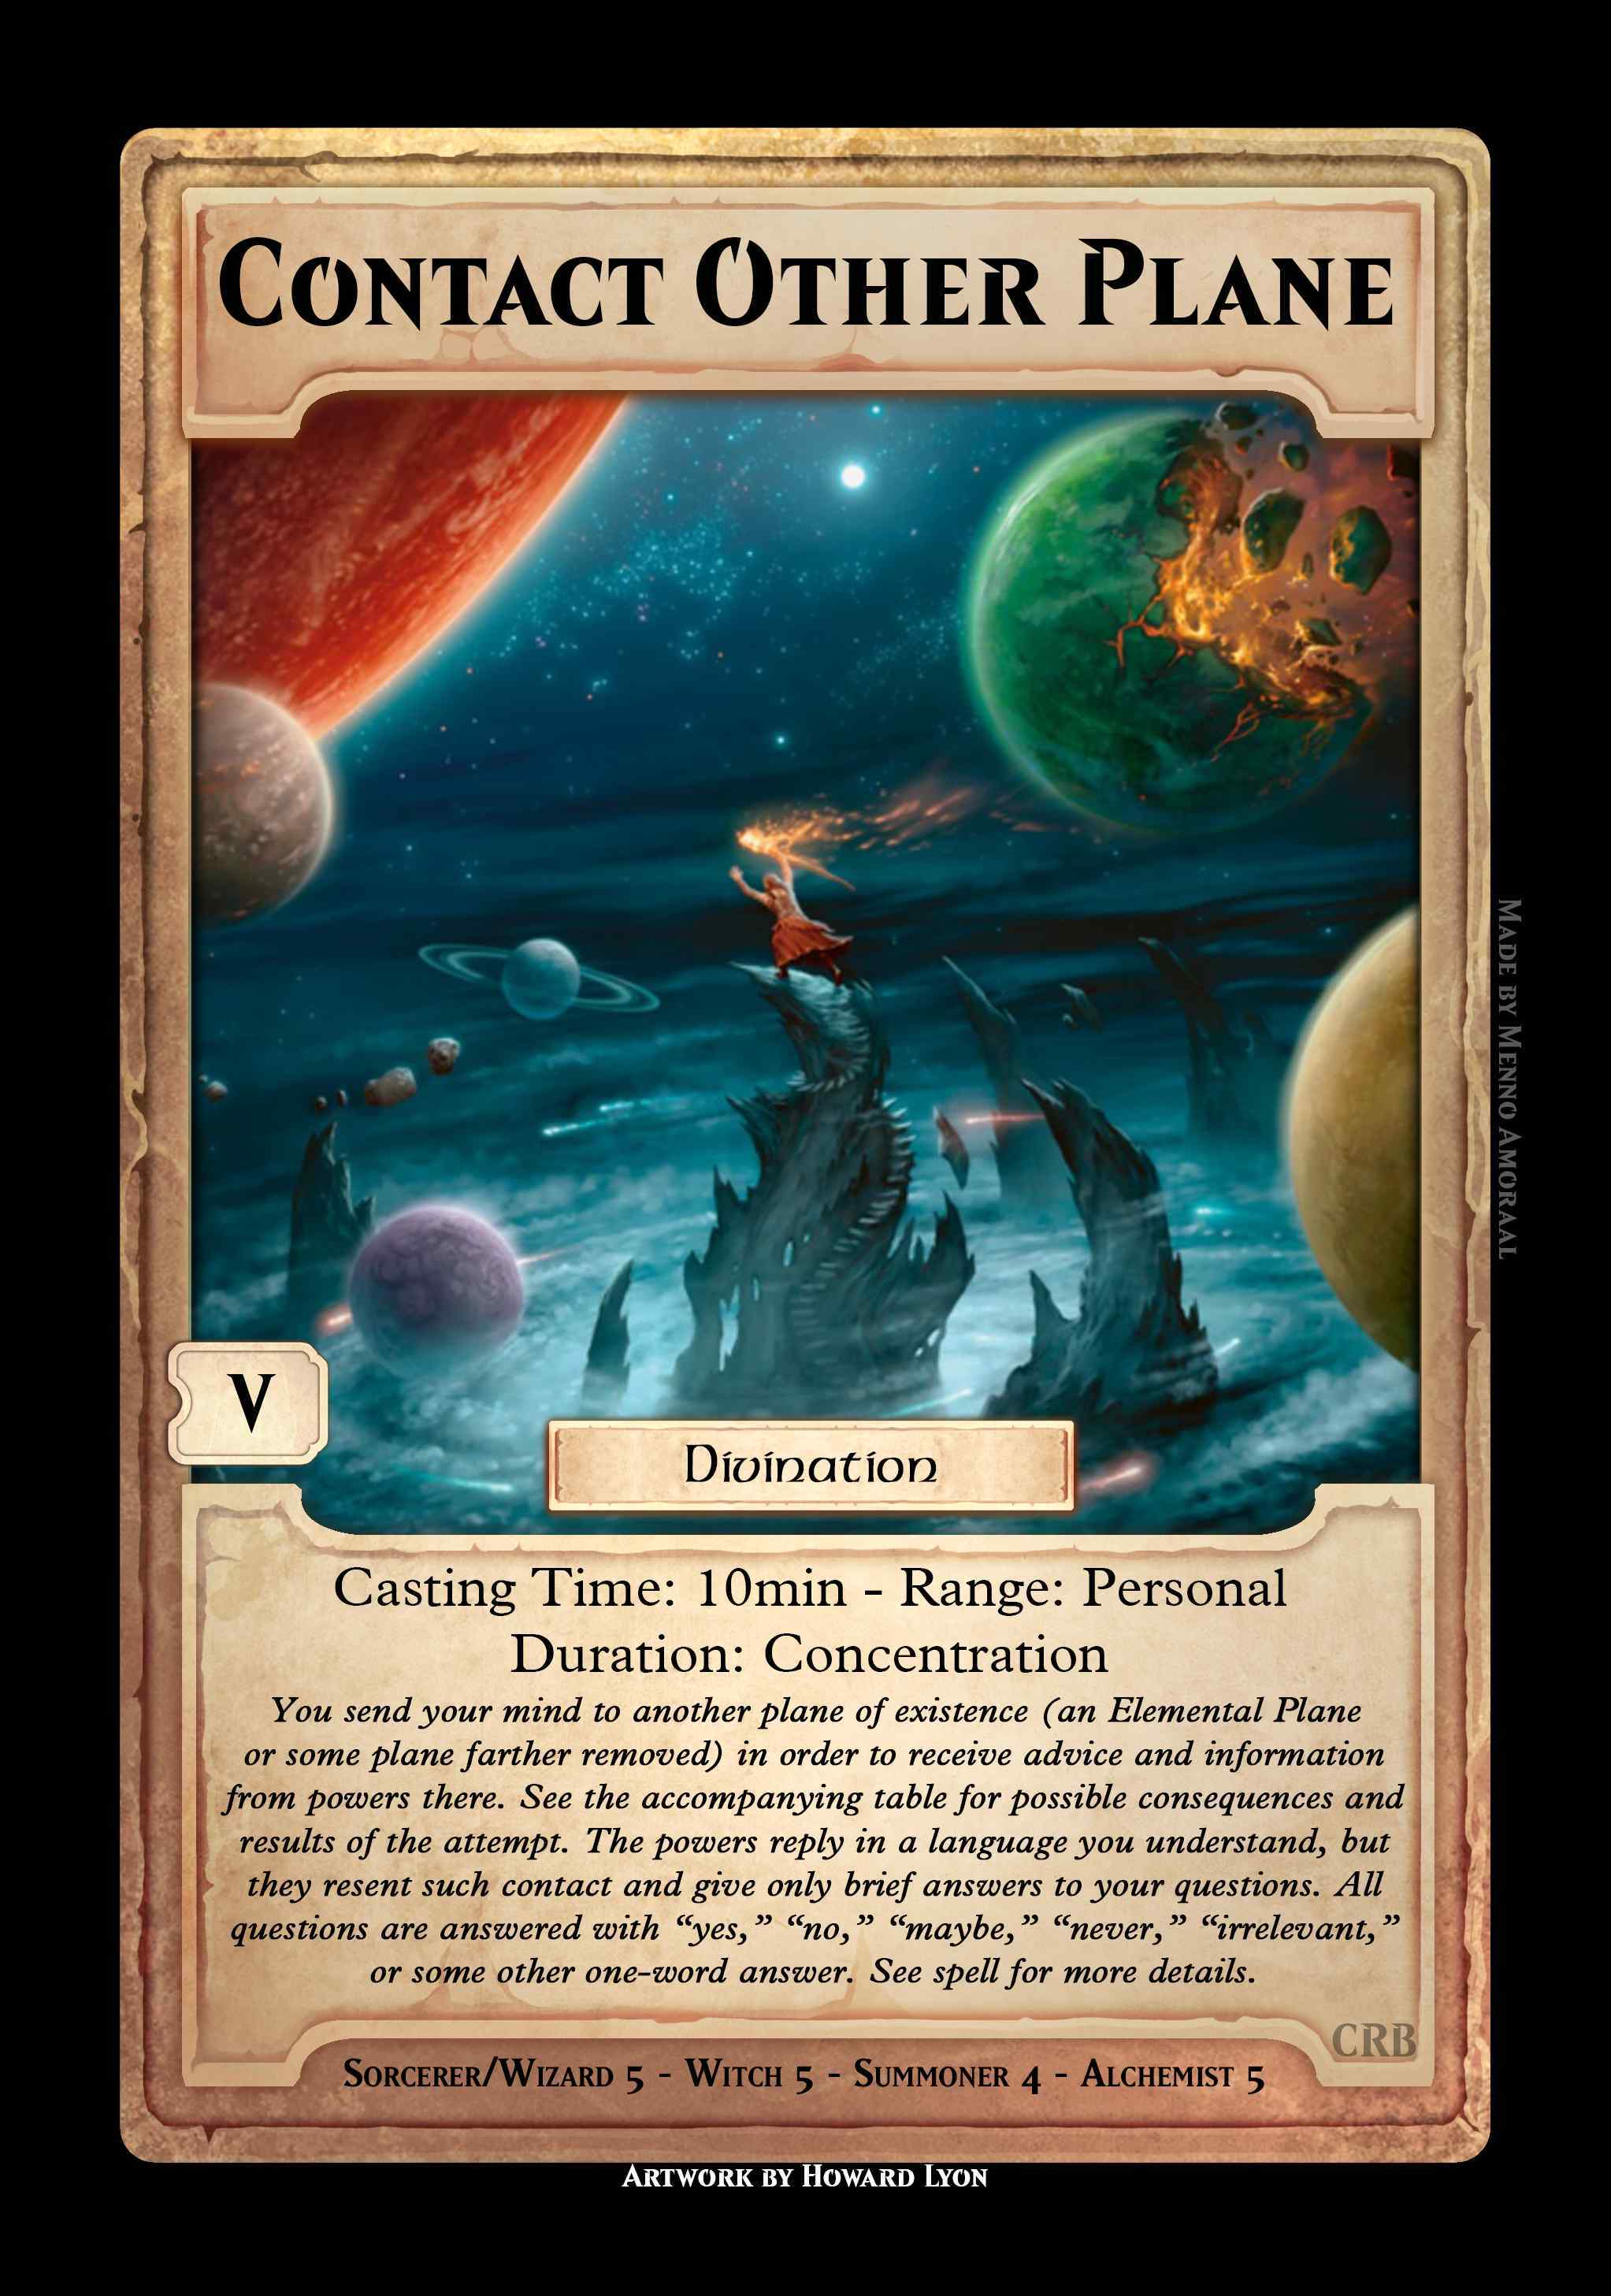 Contact Other Plane
Made by Menno Amoraal
V
Divination
Casting Time: 10min - Range: Personal
Duration: Concentration
You send your mind to another plane of existence (an Elemental Plane
or some plane farther removed) in order to receive advice and information
from powers there. See the accompanying table for possible consequences and
results of the attempt. The powers reply in a language you understand, but
they resent such contact and give only brief answers to your questions. All
questions are answered with “yes,” “no,” “maybe,” “never,” “irrelevant,”
or some other one-word answer. See spell for more details.
CRB
Sorcerer/Wizard 5 - Witch 5 - Summoner 4 - Alchemist 5
Artwork by Howard Lyon